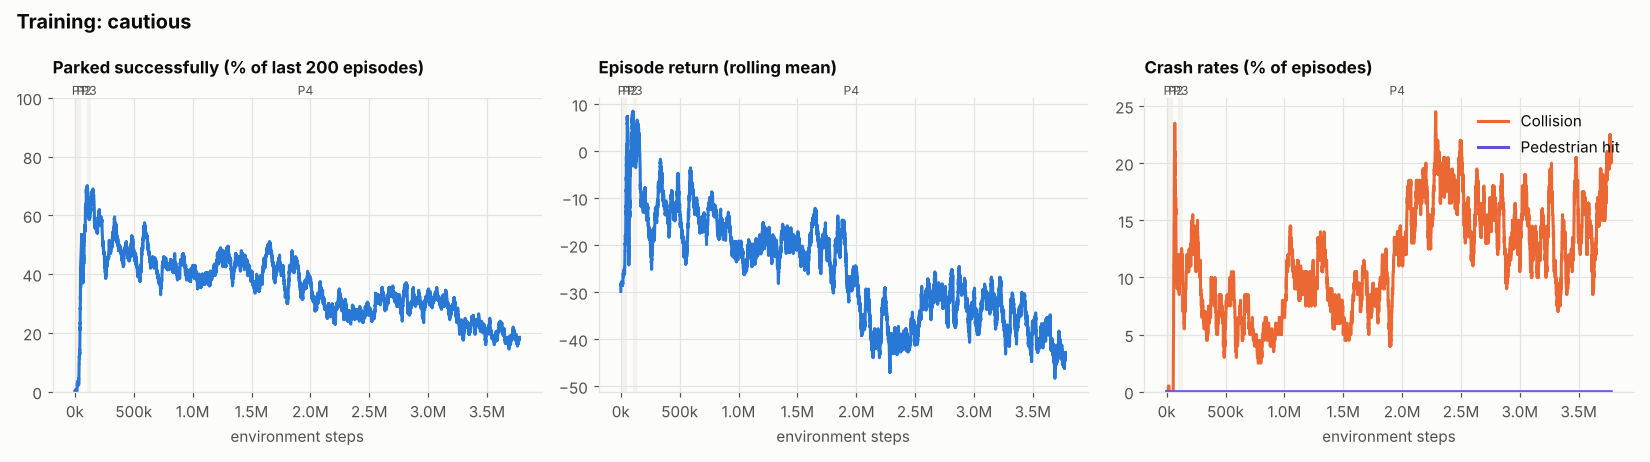 Training: cautious
Parked successfully (% of last 200 episodes)
P3
P4
100
80
60
40
20
0
0k 500k 1.0M 1.5M 2.0M 2.5M 3.0M 3.5M
environment steps
Episode return (rolling mean)
P4
10
0
−10
−20
−30
−40
−50
0k 500k 1.0M 1.5M 2.0M 2.5M 3.0M 3.5M
environment steps
Crash rates (% of episodes)
P3
P4
25
20
15
10
5
0
Collision
Pedestrian hit
0k 500k 1.0M 1.5M 2.0M 2.5M 3.0M 3.5M
environment steps